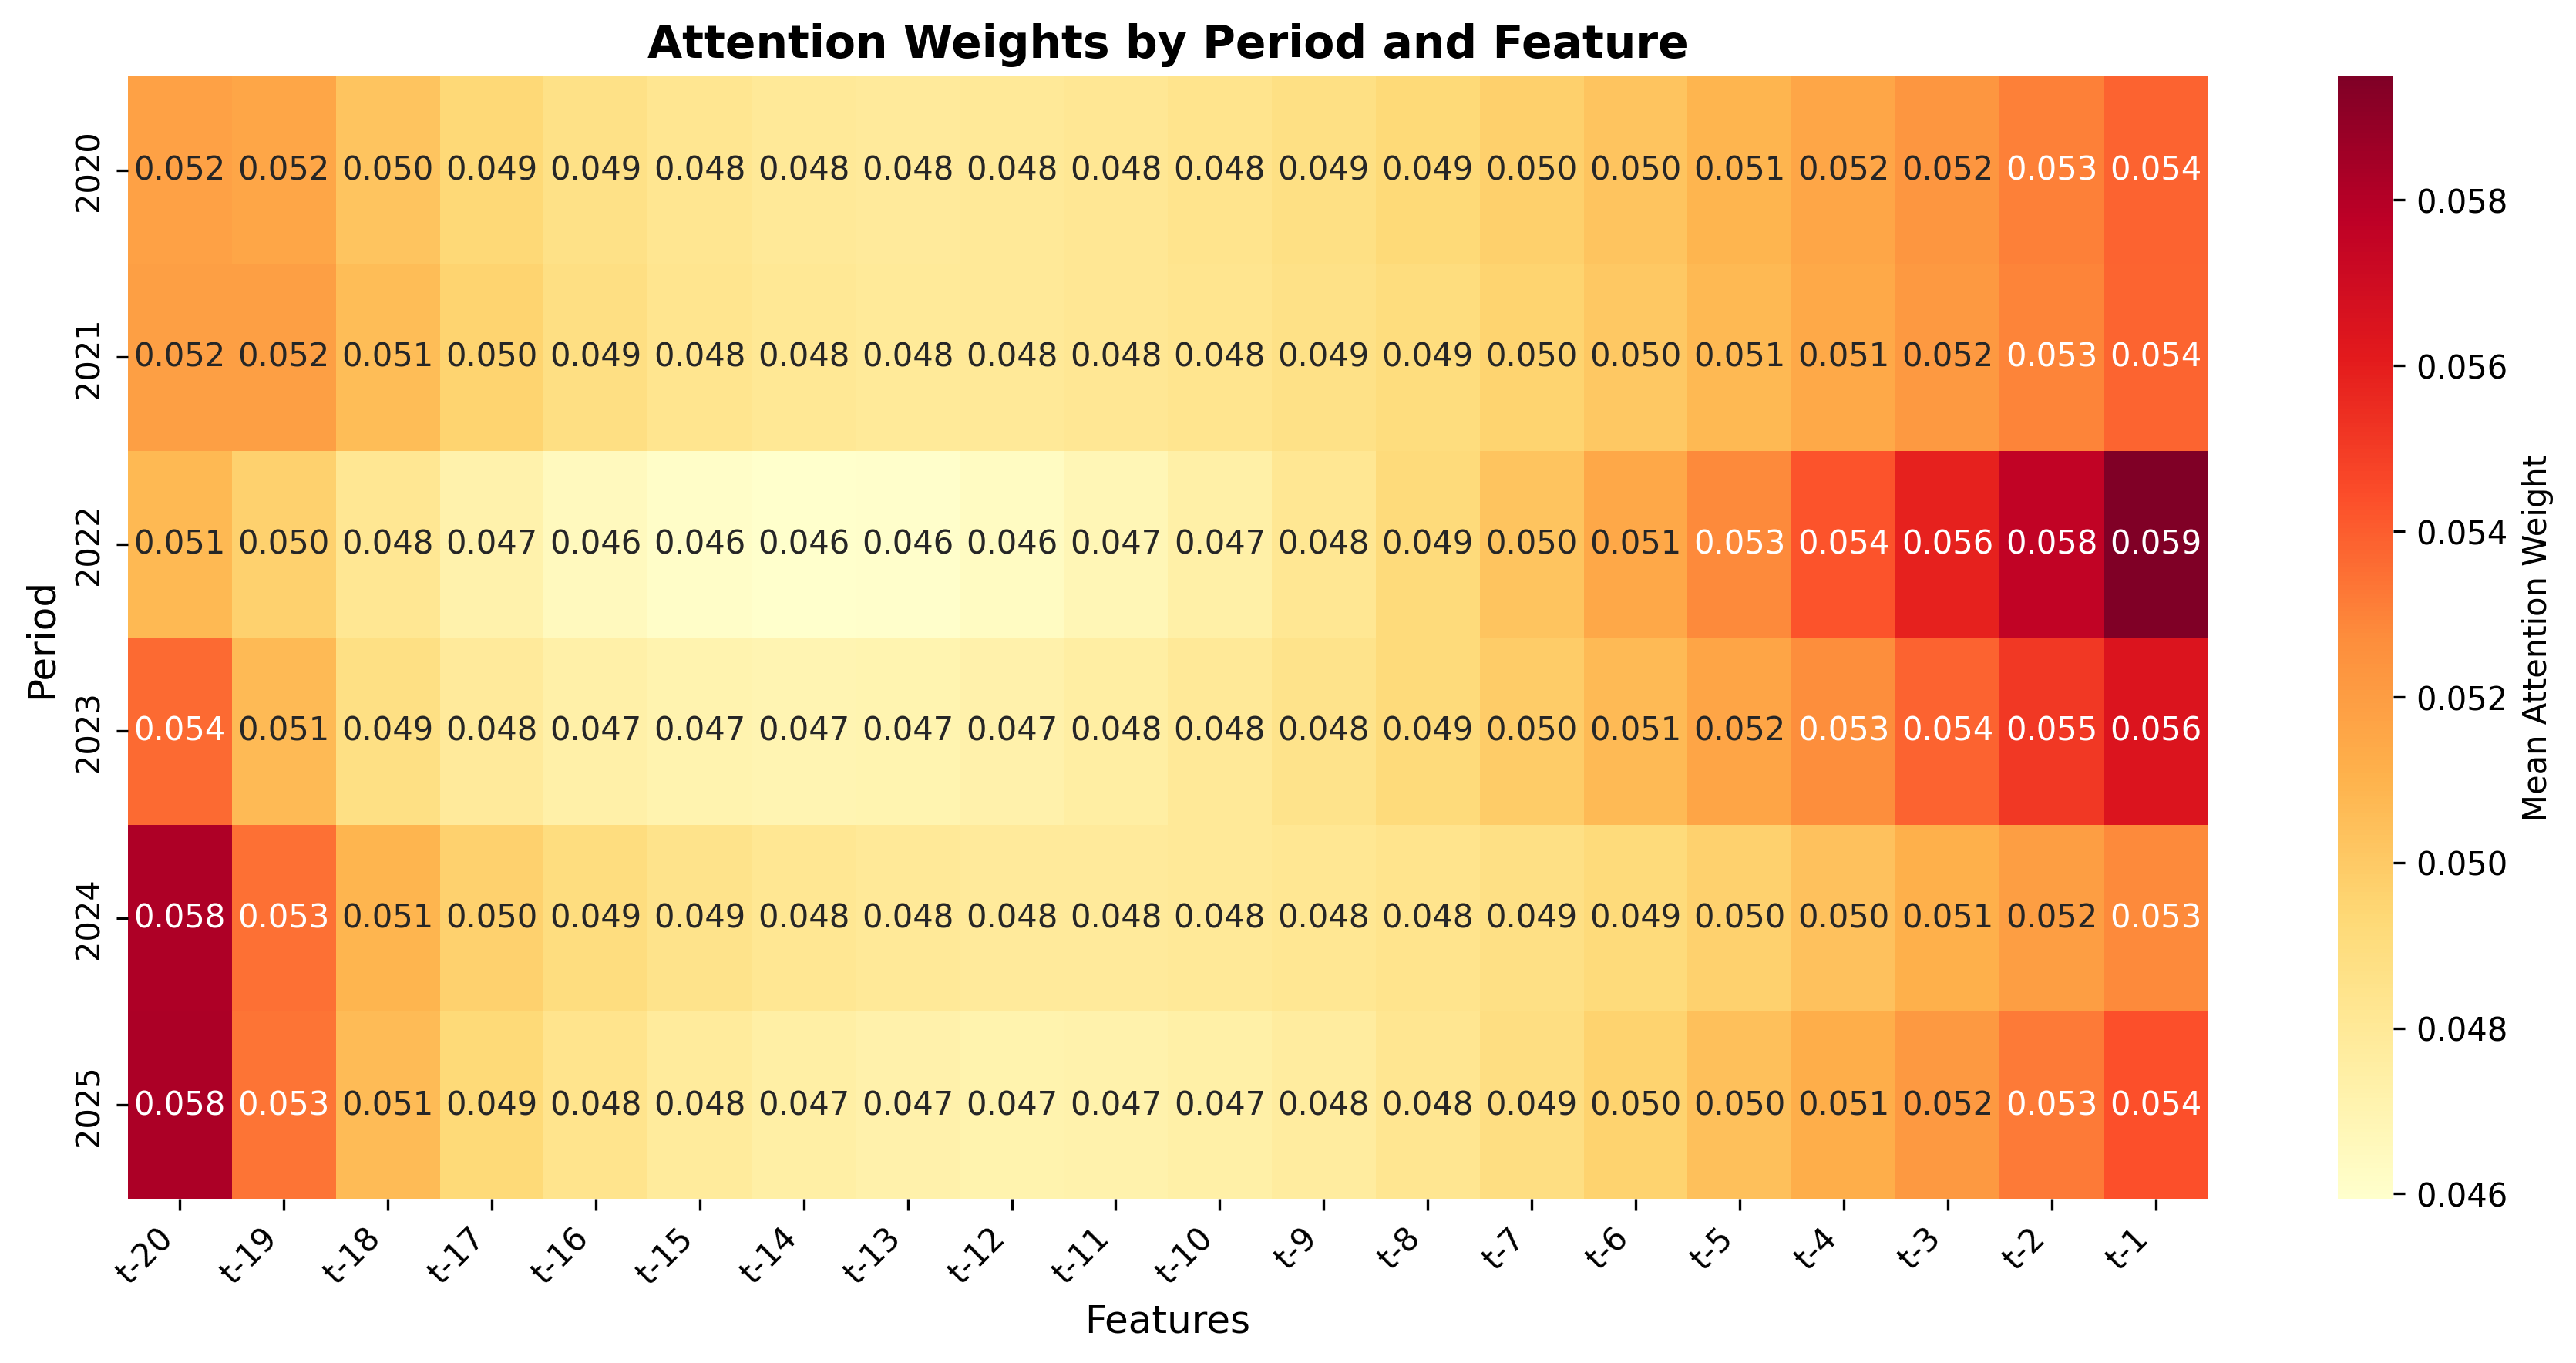 Attention Weights by Period and Feature
2020 0.052 0.052 0.050 0.049 0.049 0.048 0.048 0.048 0.048 0.048 0.048 0.049 0.049 0.050 0.050 0.051 0.052 0.052 0.053 0.054
2021 0.052 0.052 0.051 0.050 0.049 0.048 0.048 0.048 0.048 0.048 0.048 0.049 0.049 0.050 0.050 0.051 0.051 0.052 0.053 0.054
2022 0.051 0.050 0.048 0.047 0.046 0.046 0.046 0.046 0.046 0.047 0.047 0.048 0.049 0.050 0.051 0.053 0.054 0.056 0.058 0.059
2023 0.054 0.051 0.049 0.048 0.047 0.047 0.047 0.047 0.047 0.048 0.048 0.048 0.049 0.050 0.051 0.052 0.053 0.054 0.055 0.056
2024 0.058 0.053 0.051 0.050 0.049 0.049 0.048 0.048 0.048 0.048 0.048 0.048 0.048 0.049 0.049 0.050 0.050 0.051 0.052 0.053
2025 0.058 0.053 0.051 0.049 0.048 0.048 0.047 0.047 0.047 0.047 0.047 0.048 0.048 0.049 0.050 0.050 0.051 0.052 0.053 0.054
Period
t-20 t-19 t-18 t-17 t-16 t-15 t-14 t-13 t-12 t-11 t-10 t-9 t-8 t-7 t-6 t-5 t-4 t-3 t-2 t-1
Features
0.058
0.056
0.054
0.052
0.050
0.048
0.046
Mean Attention Weight